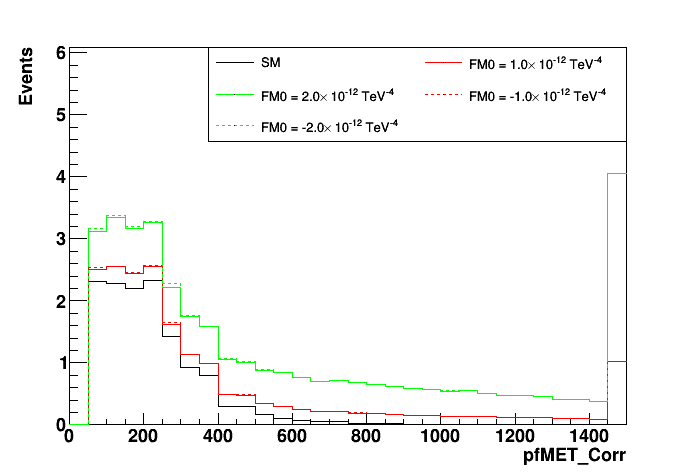 Events
6
5
4
3
2
1
0
SM
FM0 = 1.0× 10⁻¹² TeV⁻⁴
FM0 = 2.0× 10⁻¹² TeV⁻⁴
FM0 = -1.0× 10⁻¹² TeV⁻⁴
FM0 = -2.0× 10⁻¹² TeV⁻⁴
0 200 400 600 800 1000 1200 1400
pfMET_Corr